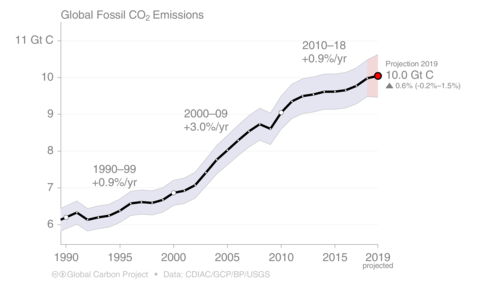 Global Fossil CO₂ Emissions
11 Gt C
10
9
8
7
6
2010–18
+0.9%/yr
Projection 2019
10.0 Gt C
▲ 0.6% (-0.2%–1.5%)
2000–09
+3.0%/yr
1990–99
+0.9%/yr
1990 1995 2000 2005 2010 2015 2019
projected
Global Carbon Project • Data: CDIAC/GCP/BP/USGS